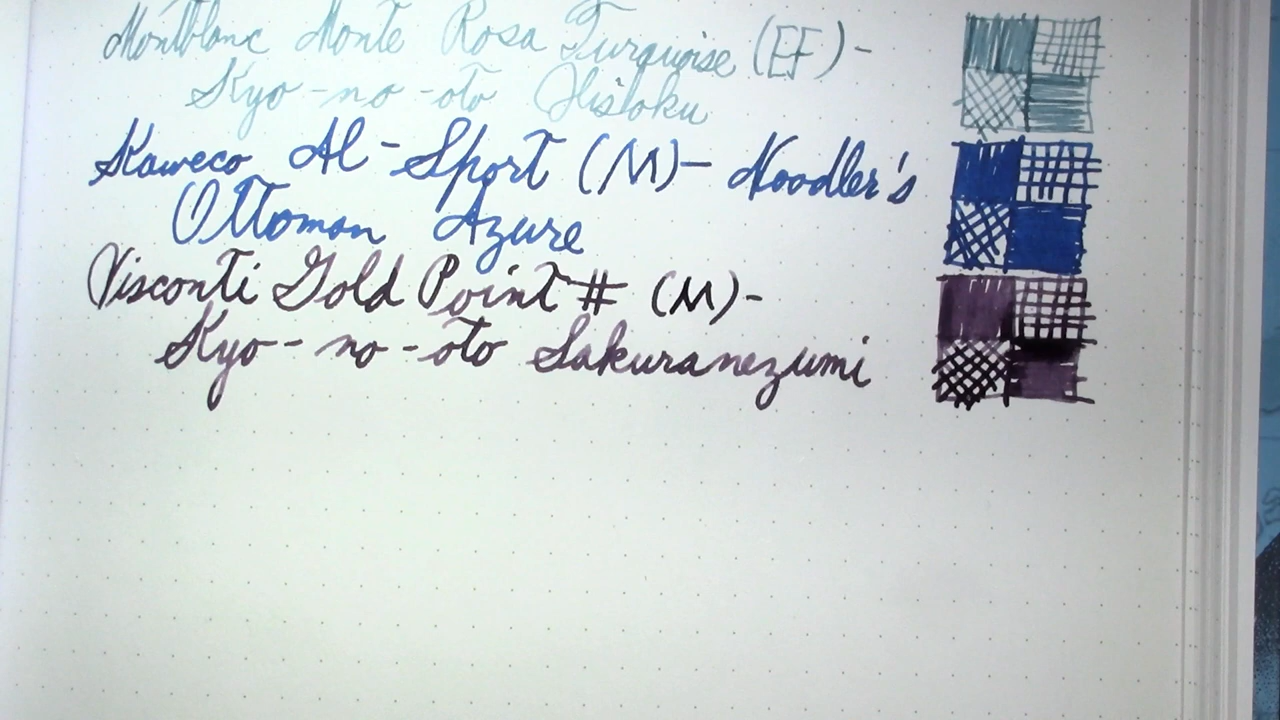 Montblanc Monte Rosa Turquoise (EF) -
Kyo-no-oto Hisoku
Kaweco Al-Sport (M) - Noodler's
Ottoman Azure
Visconti Gold Point # (M) -
Kyo-no-oto Sakuranezumi